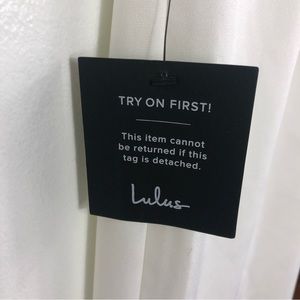 TRY ON FIRST!
This item cannot
be returned if this
tag is detached.
Lulus